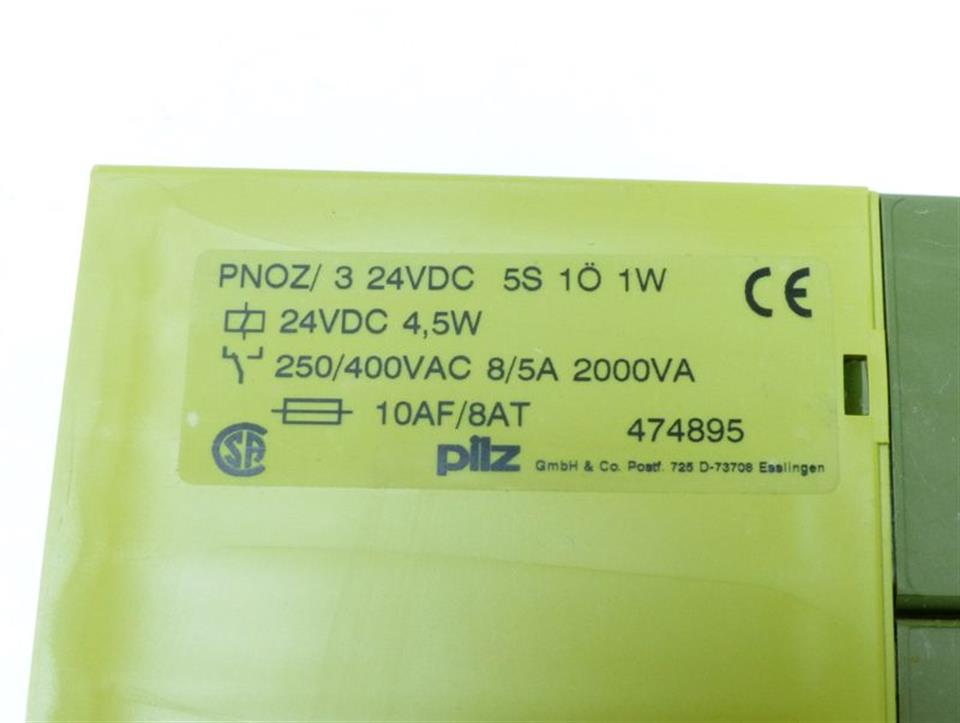 PNOZ/ 3 24VDC 5S 1Ö 1W
CE
24VDC 4,5W
250/400VAC 8/5A 2000VA
10AF/8AT
474895
CSA
pilz GmbH & Co. Postf. 725 D-73708 Esslingen